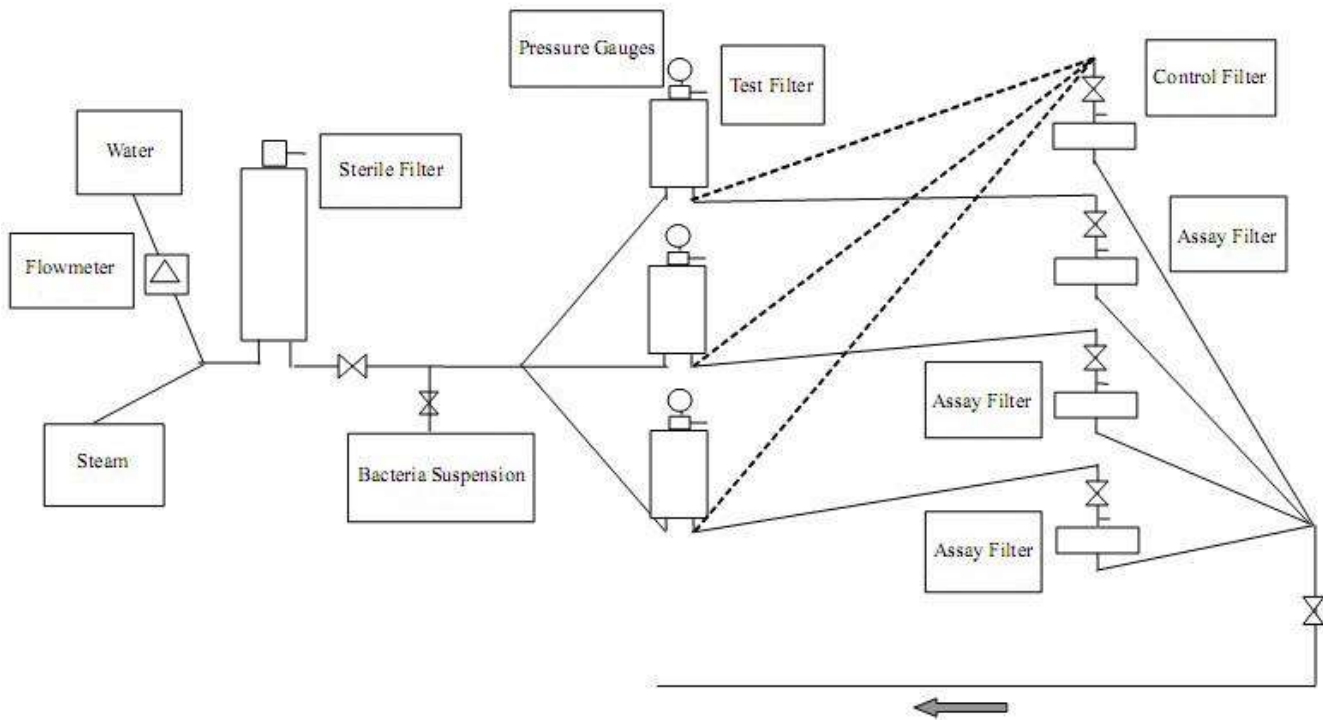 Pressure Gauges
Test Filter
Control Filter
Water
Sterile Filter
Flowmeter
Assay Filter
Steam
Bacteria Suspension
Assay Filter
Assay Filter